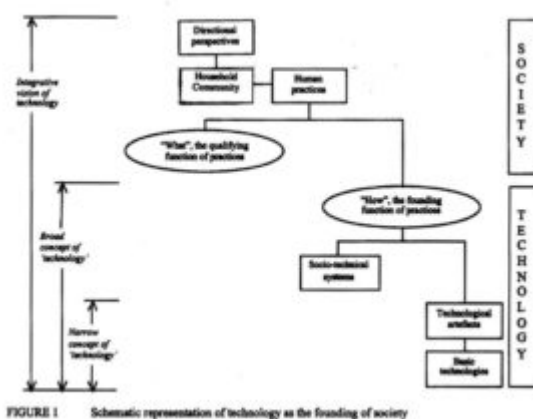 Directional
perspectives
Household
Community
Human
practices
Integrative
vision of
technology
"What", the qualifying
function of practices
"How", the founding
function of practices
Broad
concept of
'technology'
Socio-technical
systems
Technological
artefacts
Narrow
concept of
'technology'
Basic
technologies
SOCIETY
TECHNOLOGY
FIGURE 1 Schematic representation of technology as the founding of society